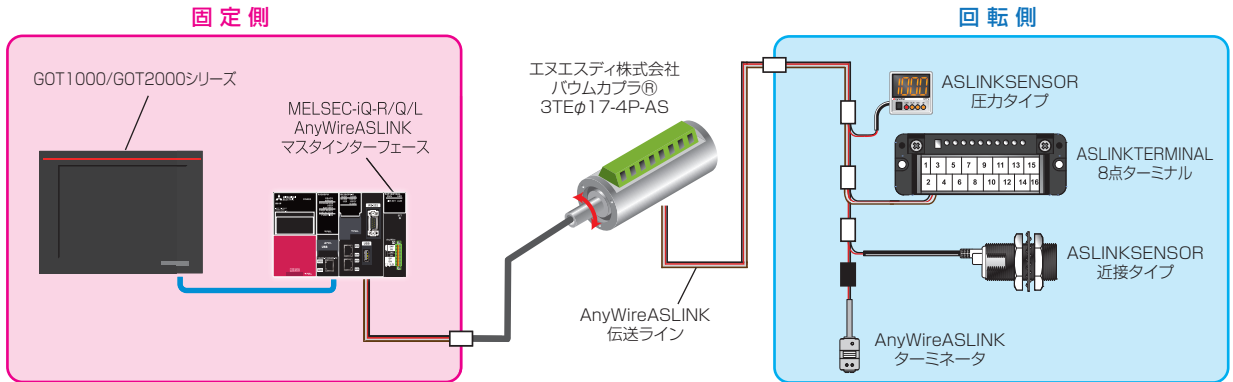 固定側
GOT1000/GOT2000シリーズ
MELSEC-iQ-R/Q/L
AnyWireASLINK
マスタインターフェース
エヌエスディ株式会社
バウムカプラ®
3TEφ17-4P-AS
AnyWireASLINK
伝送ライン
回転側
1000
ASLINKSENSOR
圧力タイプ
1 3 5 7 9 11 13 15
2 4 6 8 10 12 14 16
ASLINKTERMINAL
8点ターミナル
ASLINKSENSOR
近接タイプ
AnyWireASLINK
ターミネータ